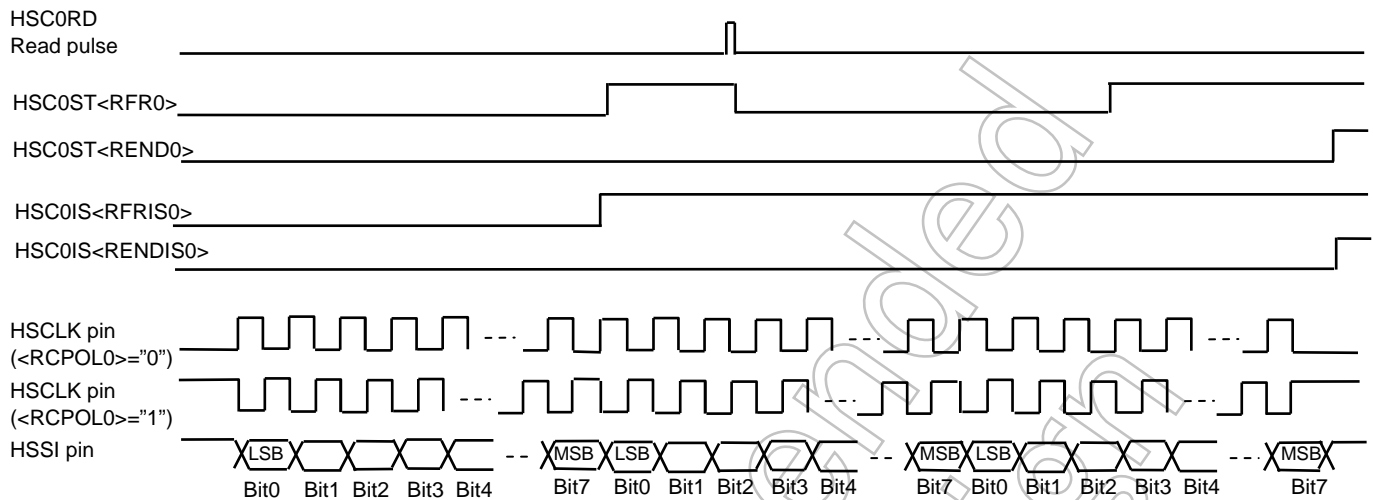 HSC0RD
Read pulse
HSC0ST<RFR0>
HSC0ST<REND0>
HSC0IS<RFRIS0>
HSC0IS<RENDIS0>
HSCLK pin
(<RCPOL0>="0")
HSCLK pin
(<RCPOL0>="1")
HSSI pin
LSB MSB LSB MSB LSB MSB
Bit0 Bit1 Bit2 Bit3 Bit4 Bit7 Bit0 Bit1 Bit2 Bit3 Bit4 Bit7 Bit0 Bit1 Bit2 Bit3 Bit4 Bit7